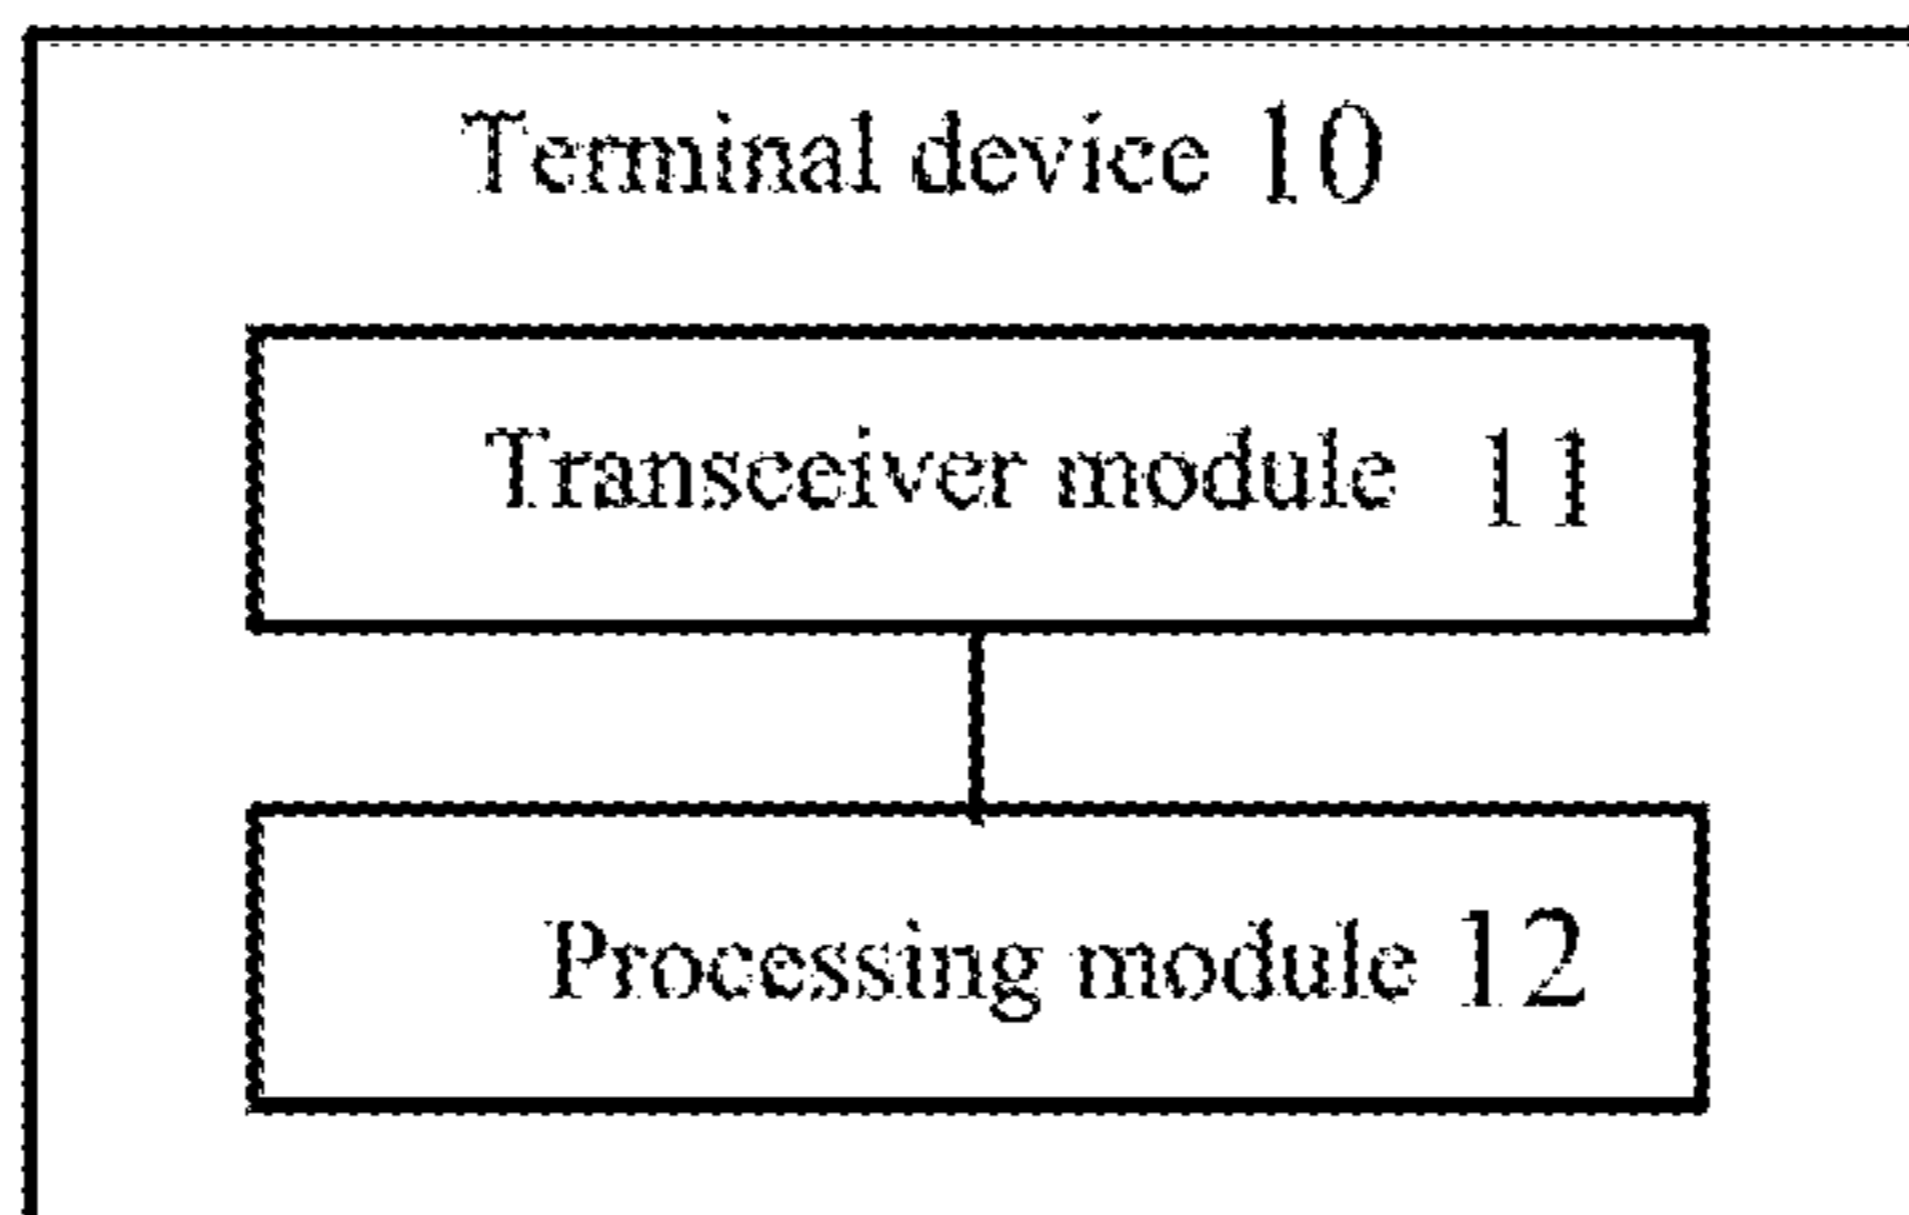 Terminal device 10
Transceiver module 11
Processing module 12